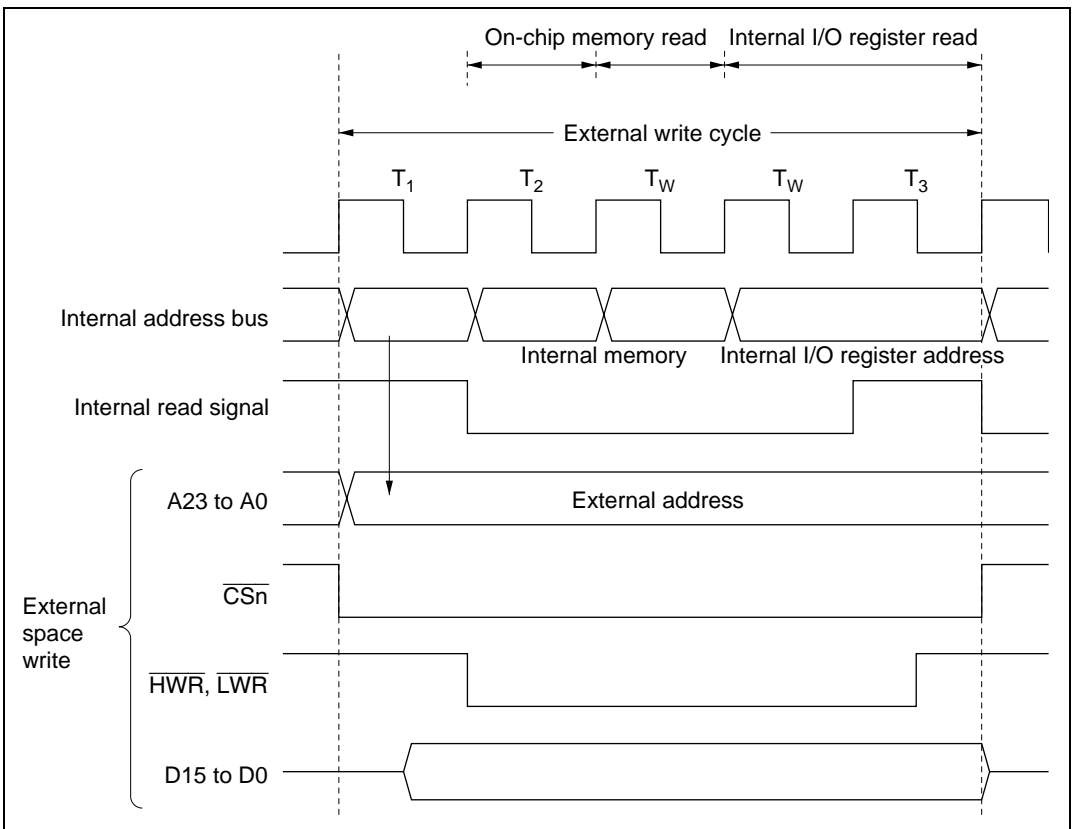 On-chip memory read Internal I/O register read
External write cycle
T1 T2 TW TW T3
Internal address bus
Internal memory Internal I/O register address
Internal read signal
A23 to A0 External address
CSn
External
space
write
HWR, LWR
D15 to D0